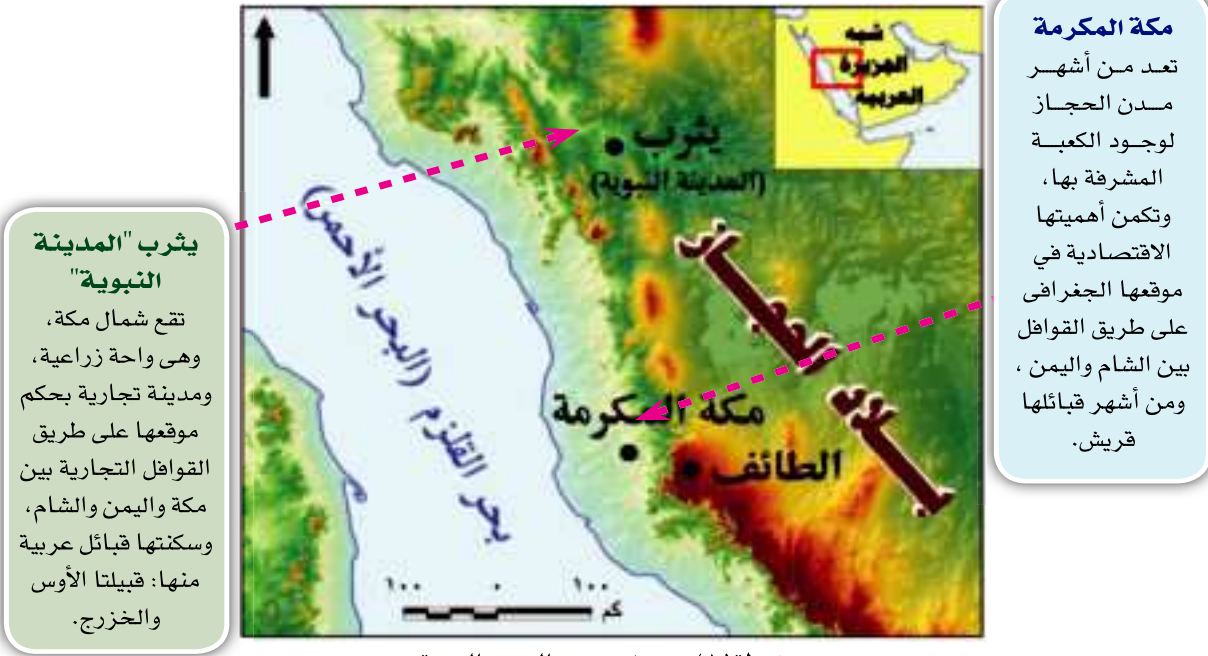 مكة المكرمة
تعد من أشهر
مدن الحجاز
لوجود الكعبة
المشرفة بها،
وتكمن أهميتها
الاقتصادية في
موقعها الجغرافى
على طريق القوافل
بين الشام واليمن ،
ومن أشهر قبائلها
قريش.
شبه
الجزيرة
العربية
يثرب
(المدينة النبوية)
بحر القلزم (البحر الأحمر)
مكة المكرمة
الطائف
١٠٠ ٠ ١٠٠
كم
يثرب "المدينة
النبوية"
تقع شمال مكة،
وهى واحة زراعية،
ومدينة تجارية بحكم
موقعها على طريق
القوافل التجارية بين
مكة واليمن والشام،
وسكنتها قبائل عربية
منها: قبيلتا الأوس
والخزرج.